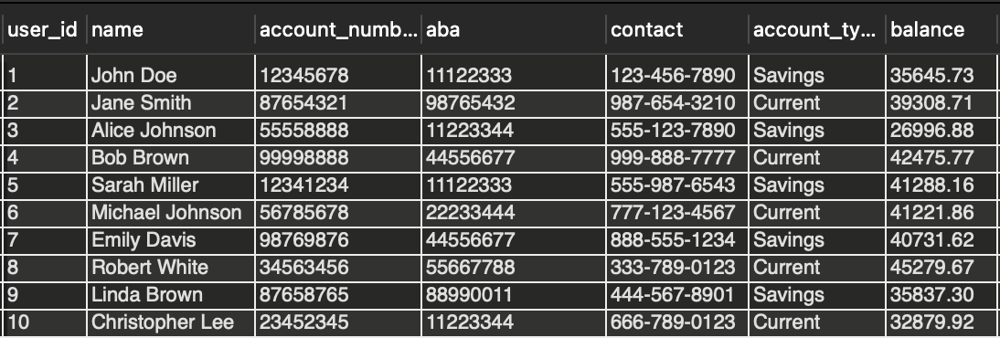 user_id name account_numb... aba contact account_ty... balance
1 John Doe 12345678 11122333 123-456-7890 Savings 35645.73
2 Jane Smith 87654321 98765432 987-654-3210 Current 39308.71
3 Alice Johnson 55558888 11223344 555-123-7890 Savings 26996.88
4 Bob Brown 99998888 44556677 999-888-7777 Current 42475.77
5 Sarah Miller 12341234 11122333 555-987-6543 Savings 41288.16
6 Michael Johnson 56785678 22233444 777-123-4567 Current 41221.86
7 Emily Davis 98769876 44556677 888-555-1234 Savings 40731.62
8 Robert White 34563456 55667788 333-789-0123 Current 45279.67
9 Linda Brown 87658765 88990011 444-567-8901 Savings 35837.30
10 Christopher Lee 23452345 11223344 666-789-0123 Current 32879.92